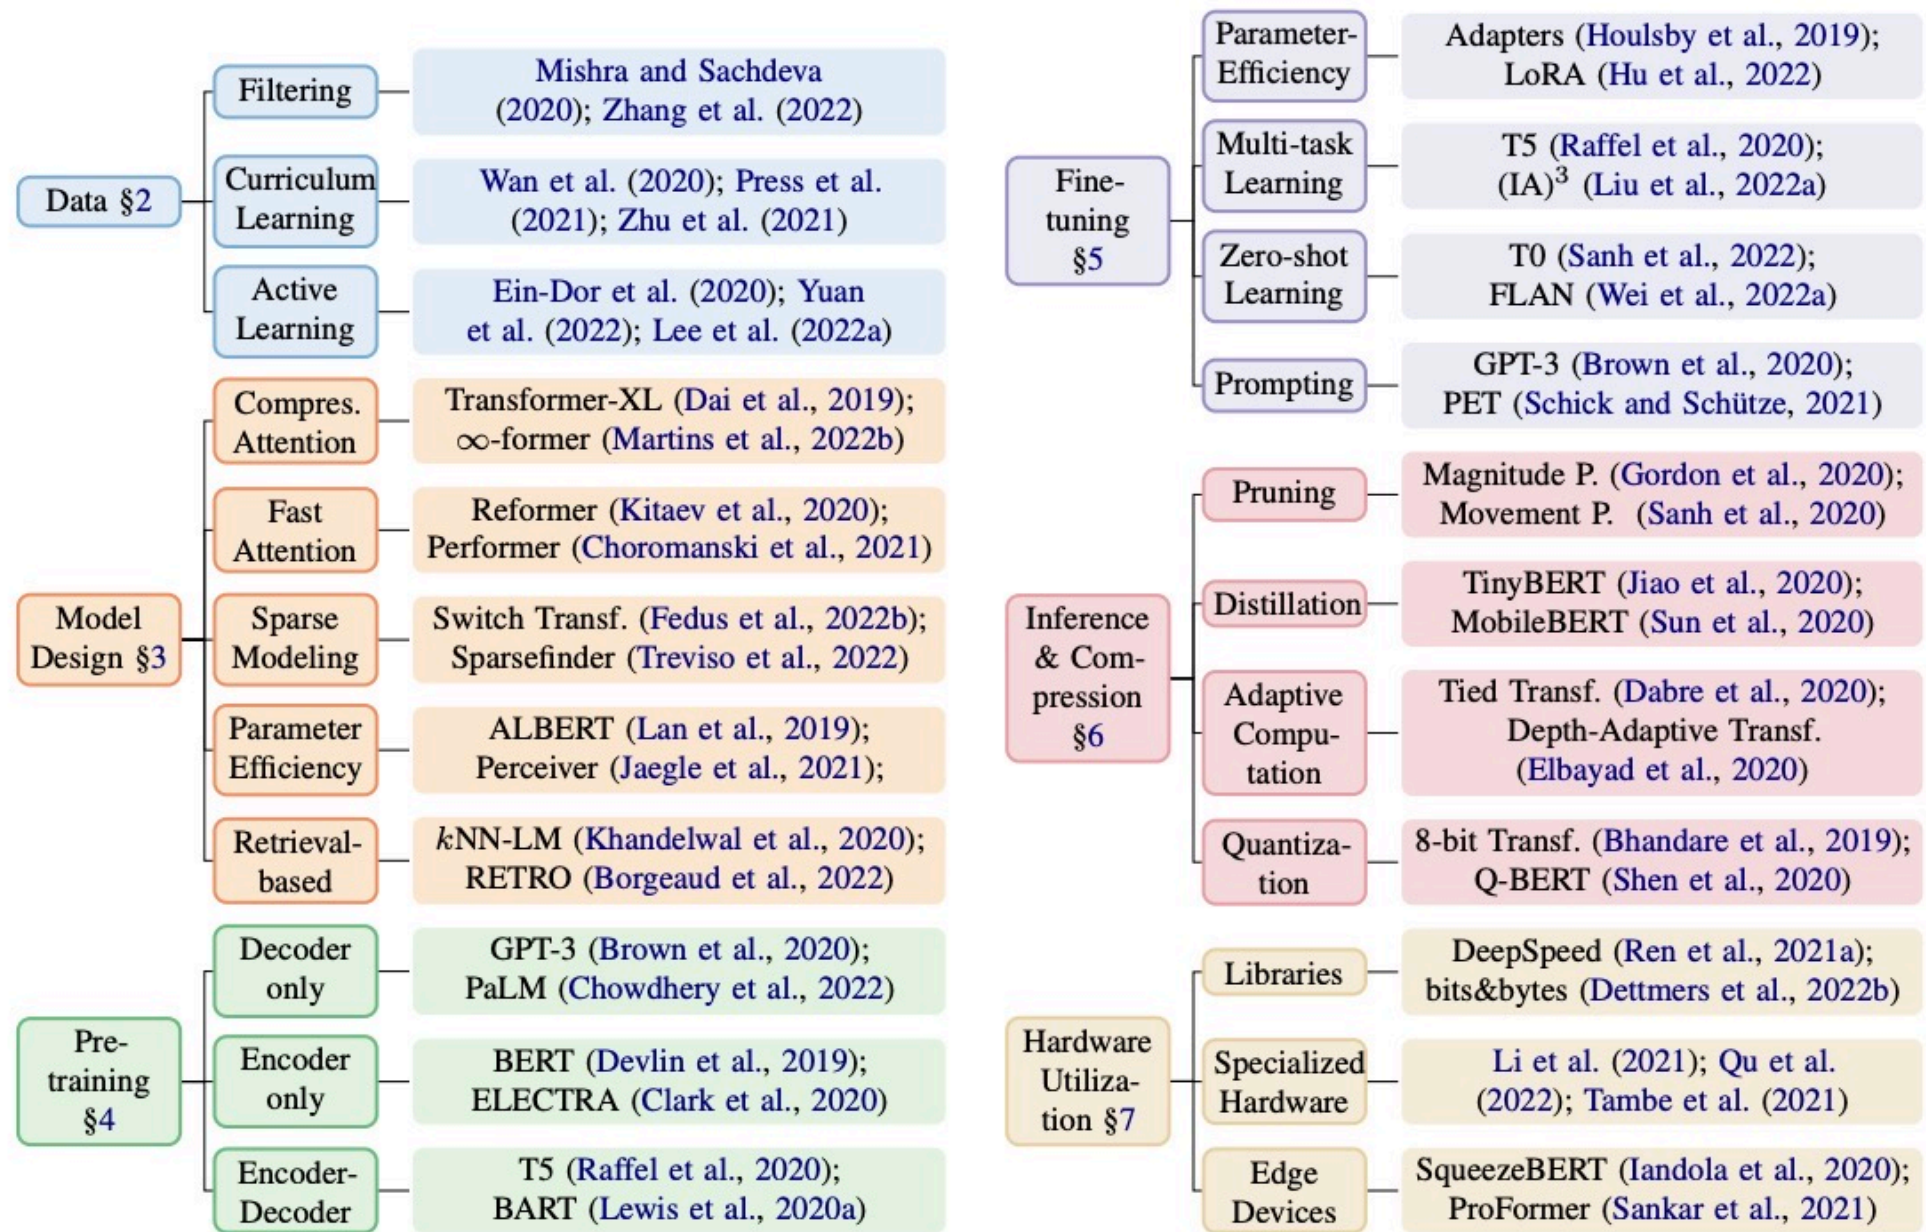 Data §2
Filtering
Mishra and Sachdeva
(2020); Zhang et al. (2022)
Curriculum
Learning
Wan et al. (2020); Press et al.
(2021); Zhu et al. (2021)
Active
Learning
Ein-Dor et al. (2020); Yuan
et al. (2022); Lee et al. (2022a)
Model
Design §3
Compres.
Attention
Transformer-XL (Dai et al., 2019);
∞-former (Martins et al., 2022b)
Fast
Attention
Reformer (Kitaev et al., 2020);
Performer (Choromanski et al., 2021)
Sparse
Modeling
Switch Transf. (Fedus et al., 2022b);
Sparsefinder (Treviso et al., 2022)
Parameter
Efficiency
ALBERT (Lan et al., 2019);
Perceiver (Jaegle et al., 2021);
Retrieval-
based
kNN-LM (Khandelwal et al., 2020);
RETRO (Borgeaud et al., 2022)
Pre-
training
§4
Decoder
only
GPT-3 (Brown et al., 2020);
PaLM (Chowdhery et al., 2022)
Encoder
only
BERT (Devlin et al., 2019);
ELECTRA (Clark et al., 2020)
Encoder-
Decoder
T5 (Raffel et al., 2020);
BART (Lewis et al., 2020a)
Fine-
tuning
§5
Parameter-
Efficiency
Adapters (Houlsby et al., 2019);
LoRA (Hu et al., 2022)
Multi-task
Learning
T5 (Raffel et al., 2020);
(IA)³ (Liu et al., 2022a)
Zero-shot
Learning
T0 (Sanh et al., 2022);
FLAN (Wei et al., 2022a)
Prompting
GPT-3 (Brown et al., 2020);
PET (Schick and Schütze, 2021)
Inference
& Com-
pression
§6
Pruning
Magnitude P. (Gordon et al., 2020);
Movement P. (Sanh et al., 2020)
Distillation
TinyBERT (Jiao et al., 2020);
MobileBERT (Sun et al., 2020)
Adaptive
Compu-
tation
Tied Transf. (Dabre et al., 2020);
Depth-Adaptive Transf.
(Elbayad et al., 2020)
Quantiza-
tion
8-bit Transf. (Bhandare et al., 2019);
Q-BERT (Shen et al., 2020)
Hardware
Utiliza-
tion §7
Libraries
DeepSpeed (Ren et al., 2021a);
bits&bytes (Dettmers et al., 2022b)
Specialized
Hardware
Li et al. (2021); Qu et al.
(2022); Tambe et al. (2021)
Edge
Devices
SqueezeBERT (Iandola et al., 2020);
ProFormer (Sankar et al., 2021)